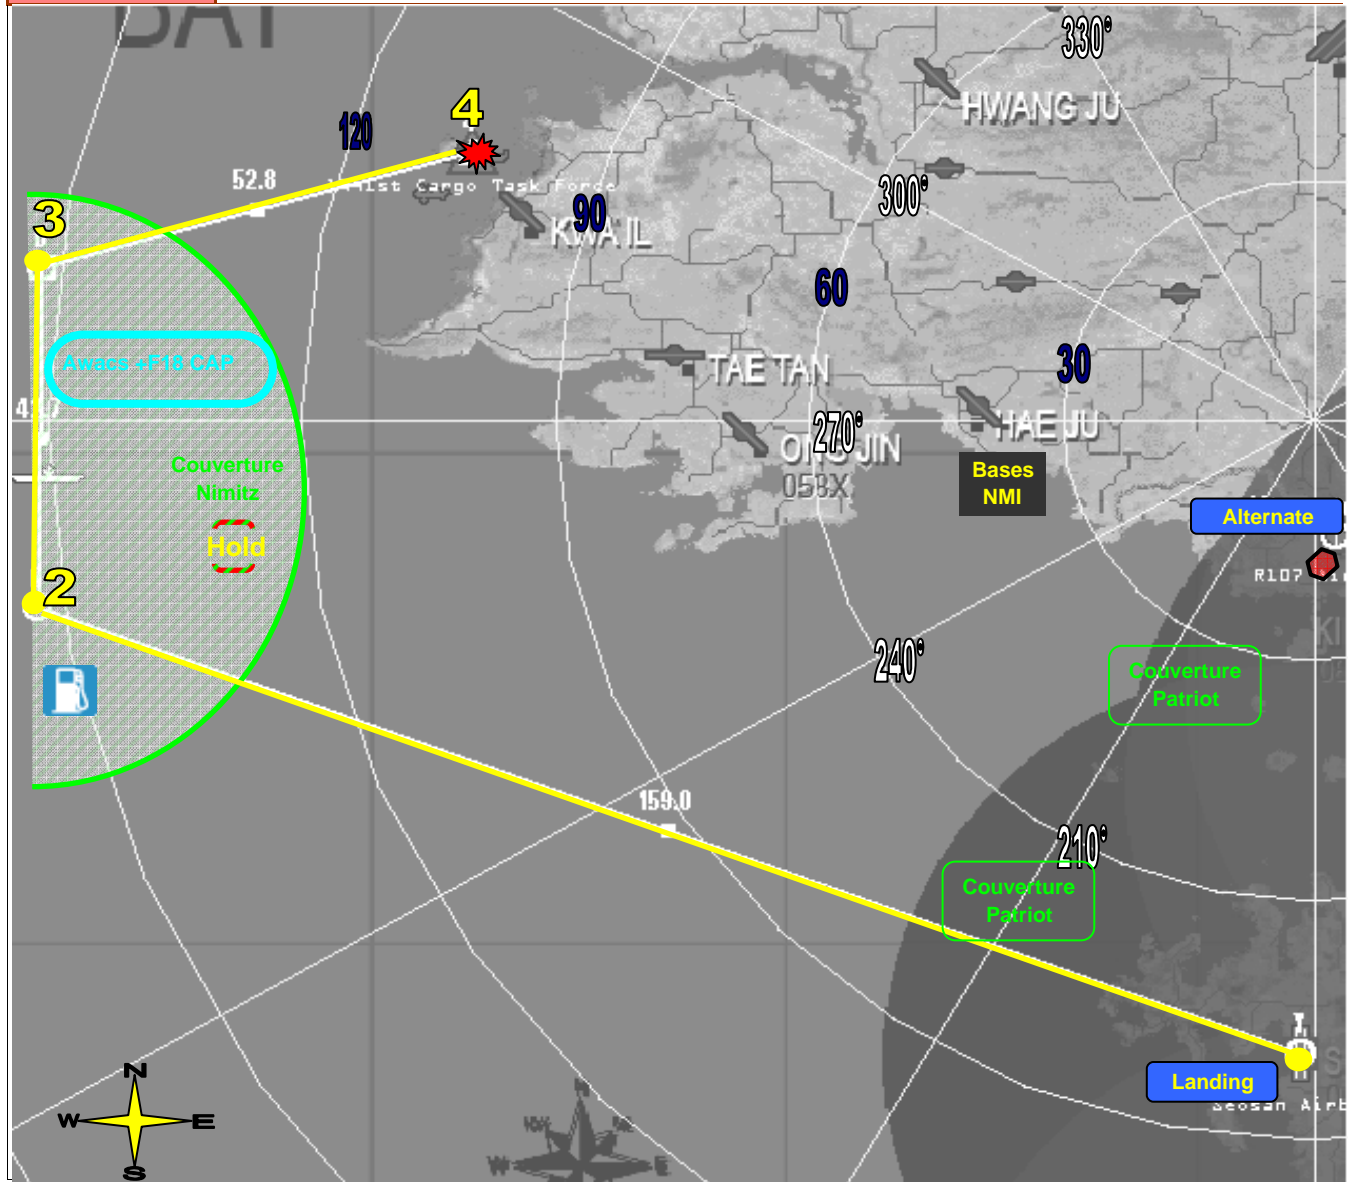 330°
HWANG JU
4
120
300°
52.8
Cargo Task Force
3
90
KWA IL
60
Awacs +F18 CAP
TAE TAN
30
270°
HAE JU
ONG JIN
Couverture
Nimitz
058X
Bases
NMI
Alternate
Hold
R107
2
240°
Couverture
Patriot
159.0
210°
Couverture
Patriot
N
W E
S
Landing
Seosan
N
W E